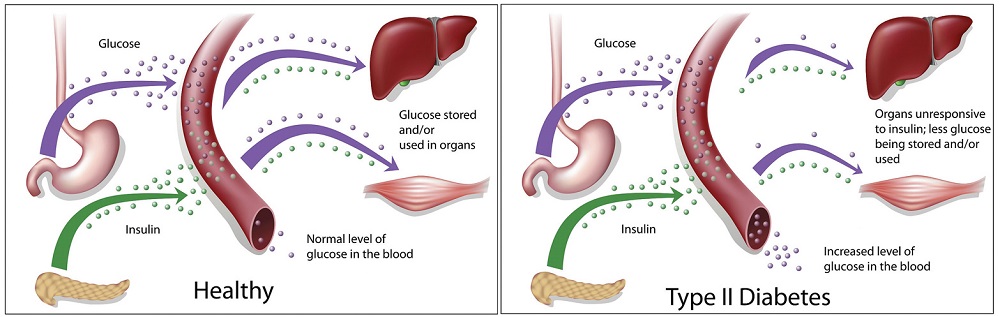 Glucose
Glucose stored
and/or
used in organs
Insulin
Normal level of
glucose in the blood
Healthy
Glucose
Organs unresponsive
to insulin; less glucose
being stored and/or
used
Insulin
Increased level of
glucose in the blood
Type II Diabetes